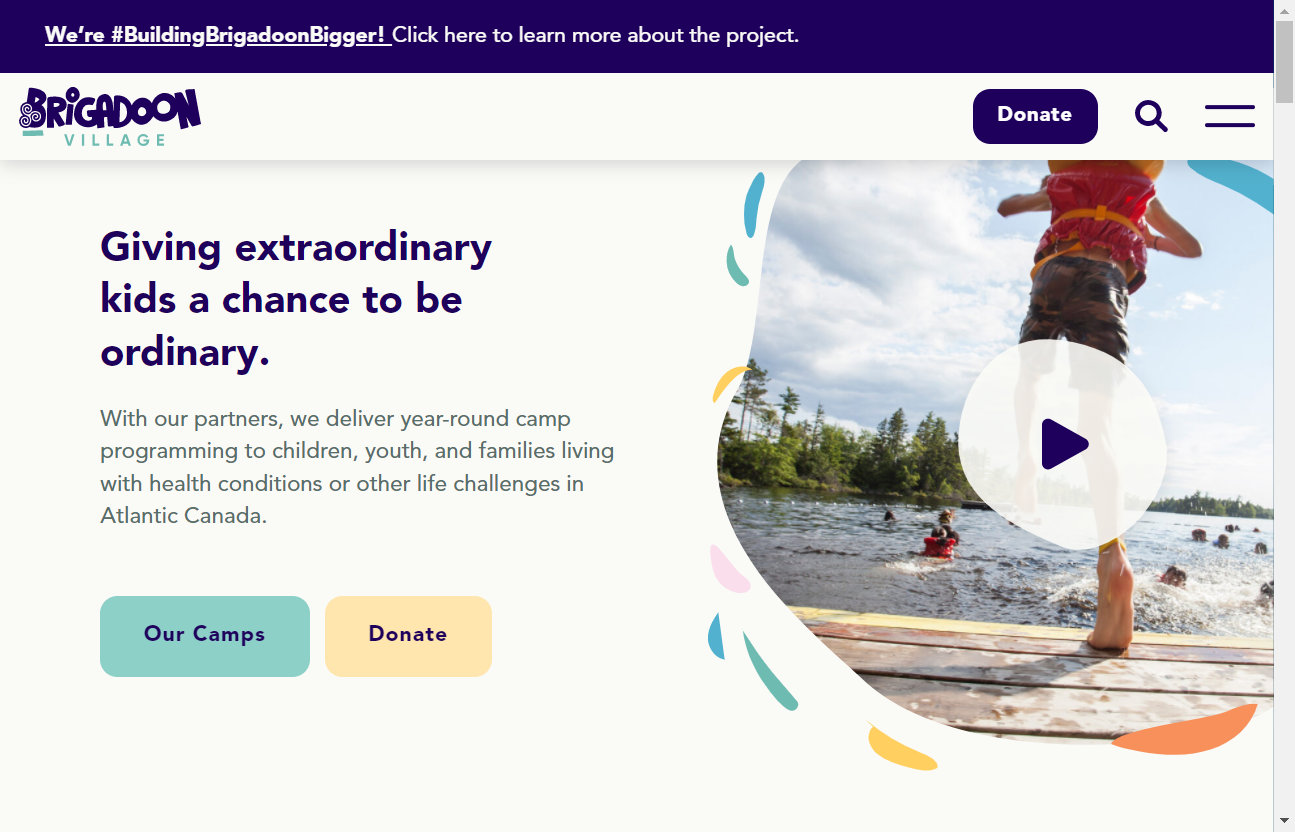 We're #BuildingBrigadoonBigger! Click here to learn more about the project.
BRIGADOON
VILLAGE
Donate
Giving extraordinary
kids a chance to be
ordinary.
With our partners, we deliver year-round camp
programming to children, youth, and families living
with health conditions or other life challenges in
Atlantic Canada.
Our Camps
Donate